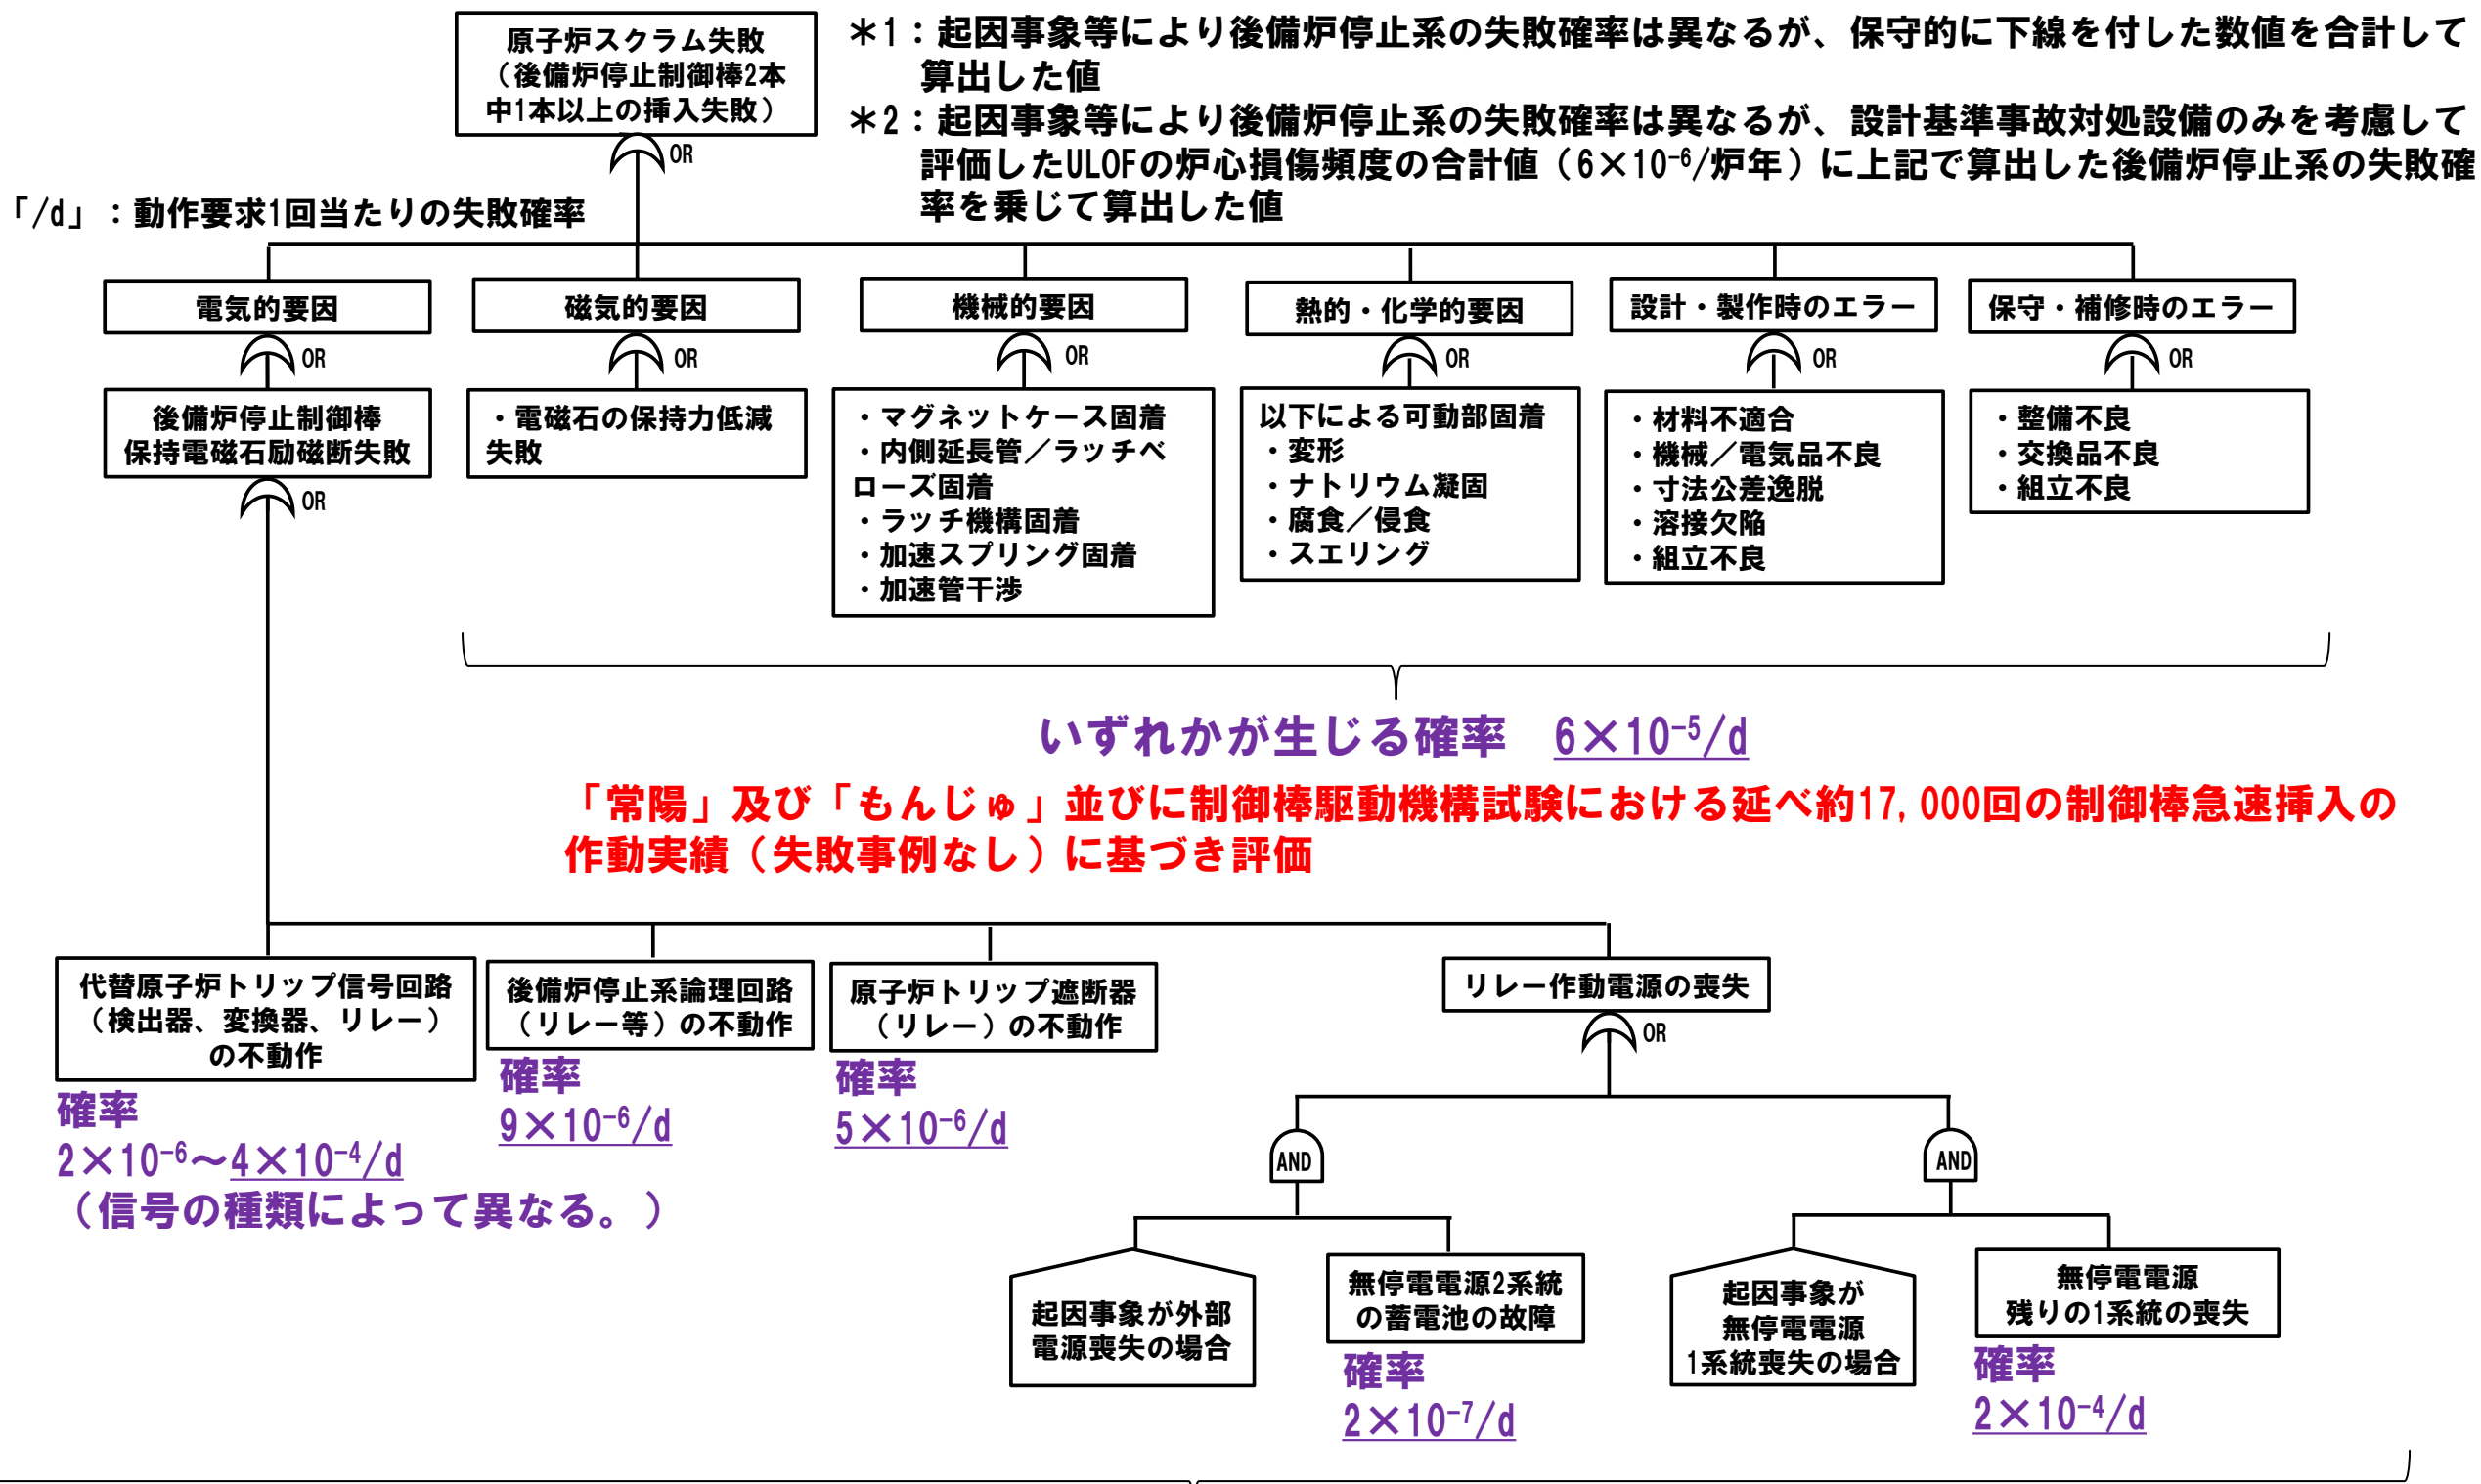 原子炉スクラム失敗
（後備炉停止制御棒2本
中1本以上の挿入失敗）
OR
＊1：起因事象等により後備炉停止系の失敗確率は異なるが、保守的に下線を付した数値を合計して
算出した値
＊2：起因事象等により後備炉停止系の失敗確率は異なるが、設計基準事故対処設備のみを考慮して
評価したULOFの炉心損傷頻度の合計値（6×10⁻⁶/炉年）に上記で算出した後備炉停止系の失敗確
率を乗じて算出した値
「/d」：動作要求1回当たりの失敗確率
電気的要因
OR
後備炉停止制御棒
保持電磁石励磁断失敗
OR
磁気的要因
OR
・電磁石の保持力低減
失敗
機械的要因
OR
・マグネットケース固着
・内側延長管／ラッチベ
ローズ固着
・ラッチ機構固着
・加速スプリング固着
・加速管干渉
熱的・化学的要因
OR
以下による可動部固着
・変形
・ナトリウム凝固
・腐食／侵食
・スエリング
設計・製作時のエラー
OR
・材料不適合
・機械／電気品不良
・寸法公差逸脱
・溶接欠陥
・組立不良
保守・補修時のエラー
OR
・整備不良
・交換品不良
・組立不良
いずれかが生じる確率　6×10⁻⁵/d
「常陽」及び「もんじゅ」並びに制御棒駆動機構試験における延べ約17,000回の制御棒急速挿入の
作動実績（失敗事例なし）に基づき評価
代替原子炉トリップ信号回路
（検出器、変換器、リレー）
の不動作
確率
2×10⁻⁶～4×10⁻⁴/d
（信号の種類によって異なる。）
後備炉停止系論理回路
（リレー等）の不動作
確率
9×10⁻⁶/d
原子炉トリップ遮断器
（リレー）の不動作
確率
5×10⁻⁶/d
リレー作動電源の喪失
OR
AND
起因事象が外部
電源喪失の場合
無停電電源2系統
の蓄電池の故障
確率
2×10⁻⁷/d
AND
起因事象が
無停電電源
1系統喪失の場合
無停電電源
残りの1系統の喪失
確率
2×10⁻⁴/d